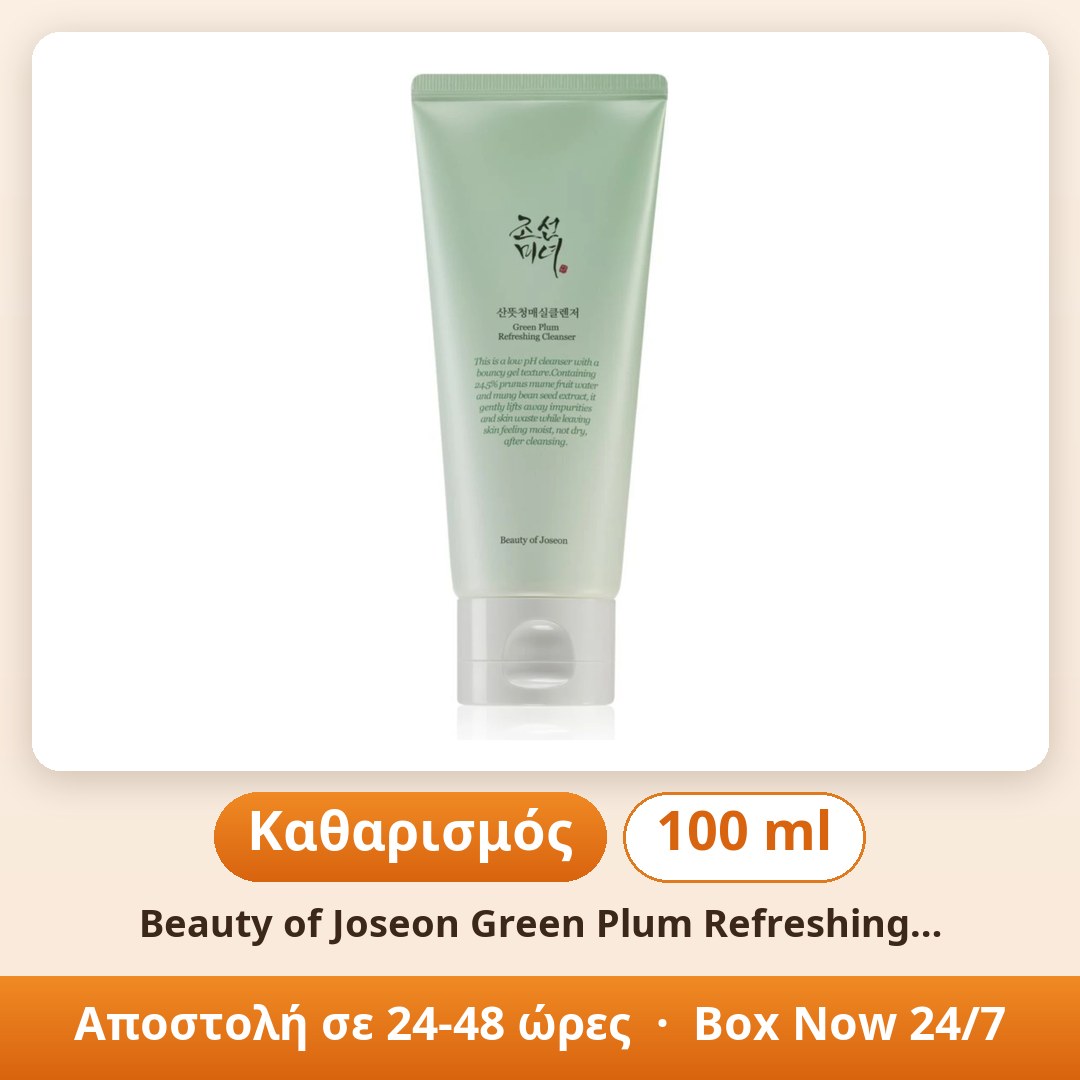 조선
미녀
산뜻청매실클렌저
Green Plum
Refreshing Cleanser
This is a low pH cleanser with a
bouncy gel texture.Containing
24.5% prunus mume fruit water
and mung bean seed extract, it
gently lifts away impurities
and skin waste while leaving
skin feeling moist, not dry,
after cleansing.
Beauty of Joseon
Καθαρισμός
100 ml
Beauty of Joseon Green Plum Refreshing...
Αποστολή σε 24-48 ώρες · Box Now 24/7